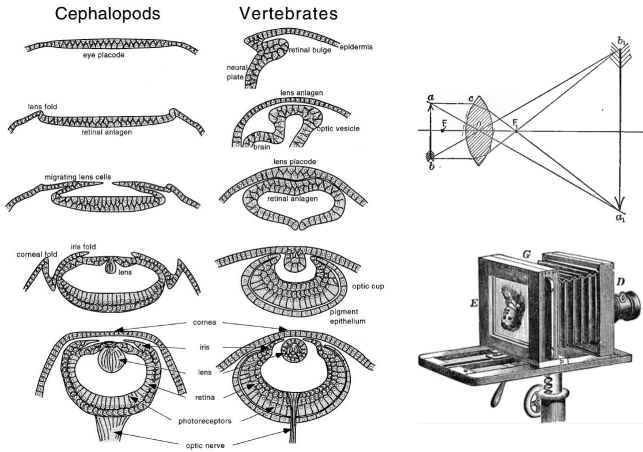 Cephalopods
Vertebrates
eye placode
retinal bulge
epidermis
neural
plate
lens fold
retinal anlagen
lens anlagen
optic vesicle
brain
migrating lens cells
lens placode
retinal anlagen
corneal fold
iris fold
lens
optic cup
pigment
epithelium
cornea
iris
lens
retina
photoreceptors
optic nerve
a
c
b₁
F
F₁
b
a₁
G
D
E